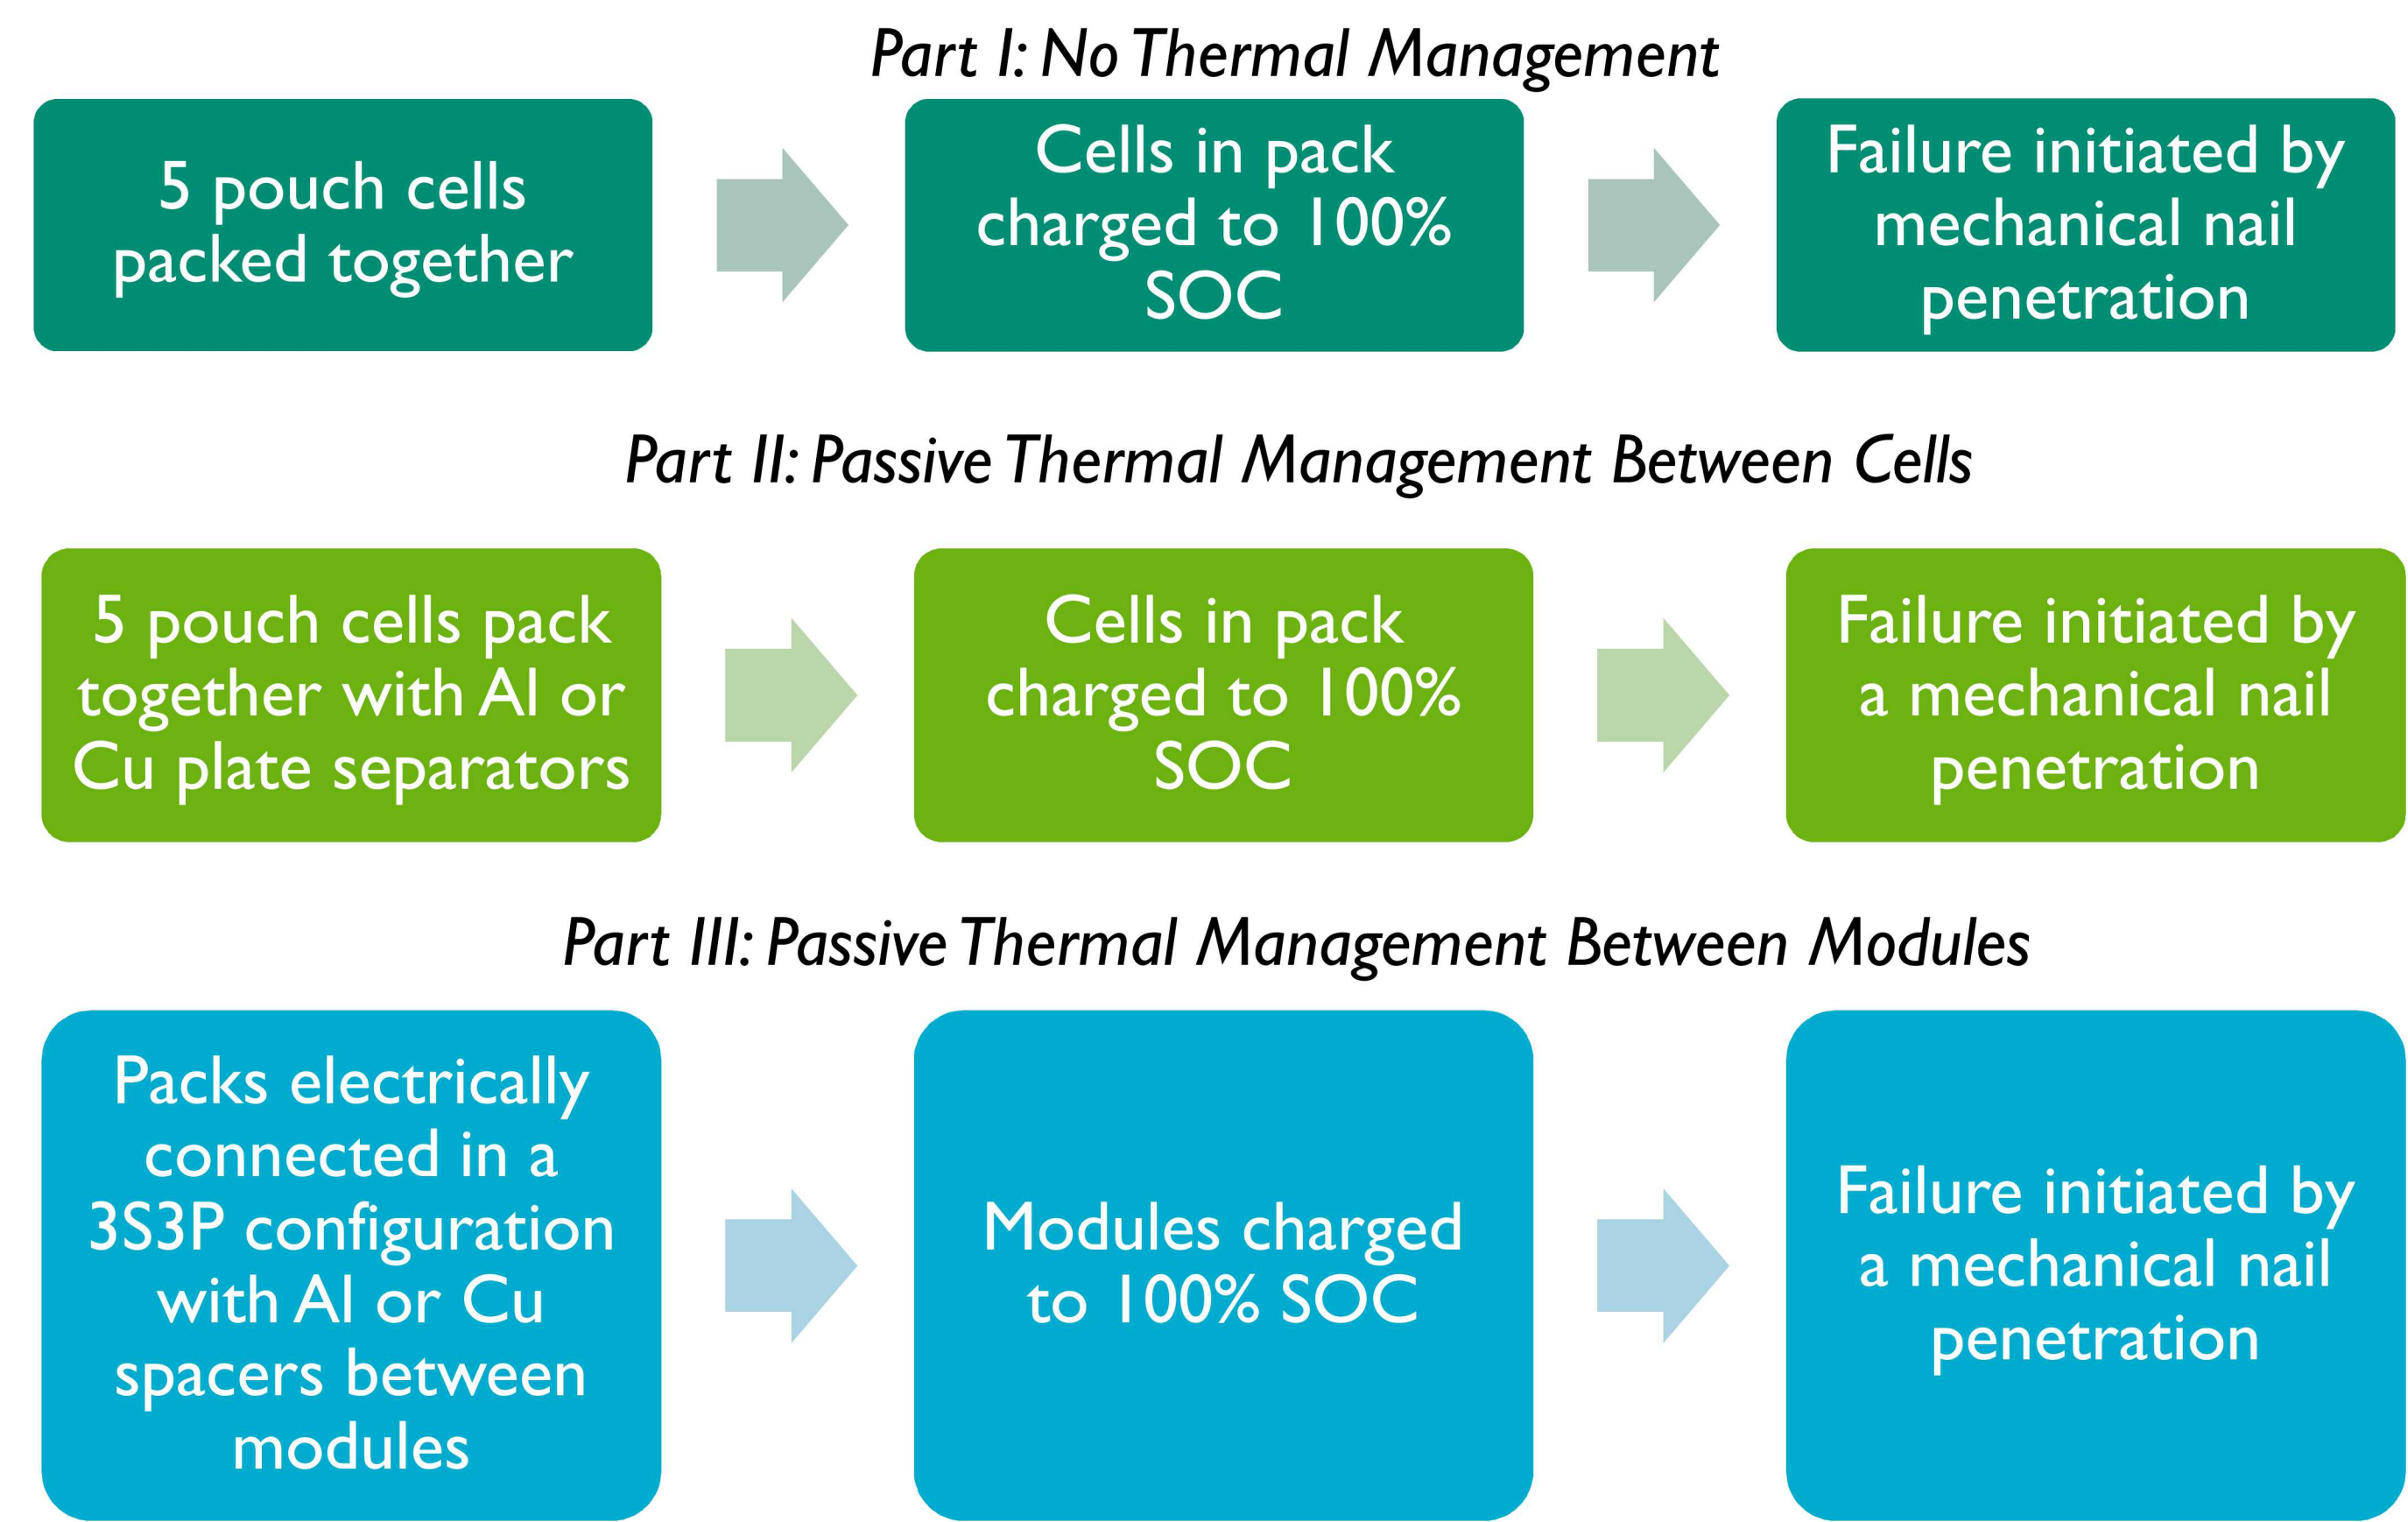 Part I: No Thermal Management
5 pouch cells
packed together
Cells in pack
charged to 100%
SOC
Failure initiated by
mechanical nail
penetration
Part II: Passive Thermal Management Between Cells
5 pouch cells pack
together with Al or
Cu plate separators
Cells in pack
charged to 100%
SOC
Failure initiated by
a mechanical nail
penetration
Part III: Passive Thermal Management Between Modules
Packs electrically
connected in a
3S3P configuration
with Al or Cu
spacers between
modules
Modules charged
to 100% SOC
Failure initiated by
a mechanical nail
penetration